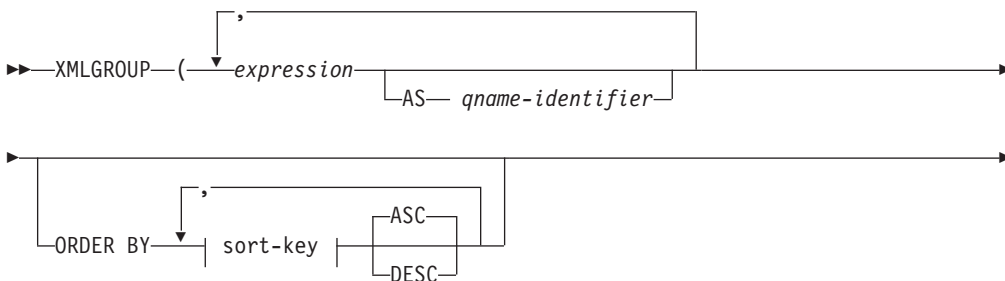 ,
XMLGROUP ( expression
AS qname-identifier
,
ASC
ORDER BY sort-key
DESC